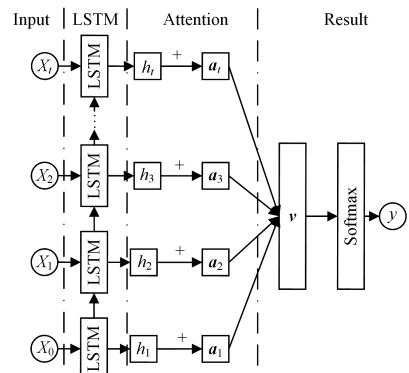 Input LSTM Attention Result
Xt LSTM ht + at
X2 LSTM h3 + a3
v Softmax y
X1 LSTM h2 + a2
X0 LSTM h1 + a1